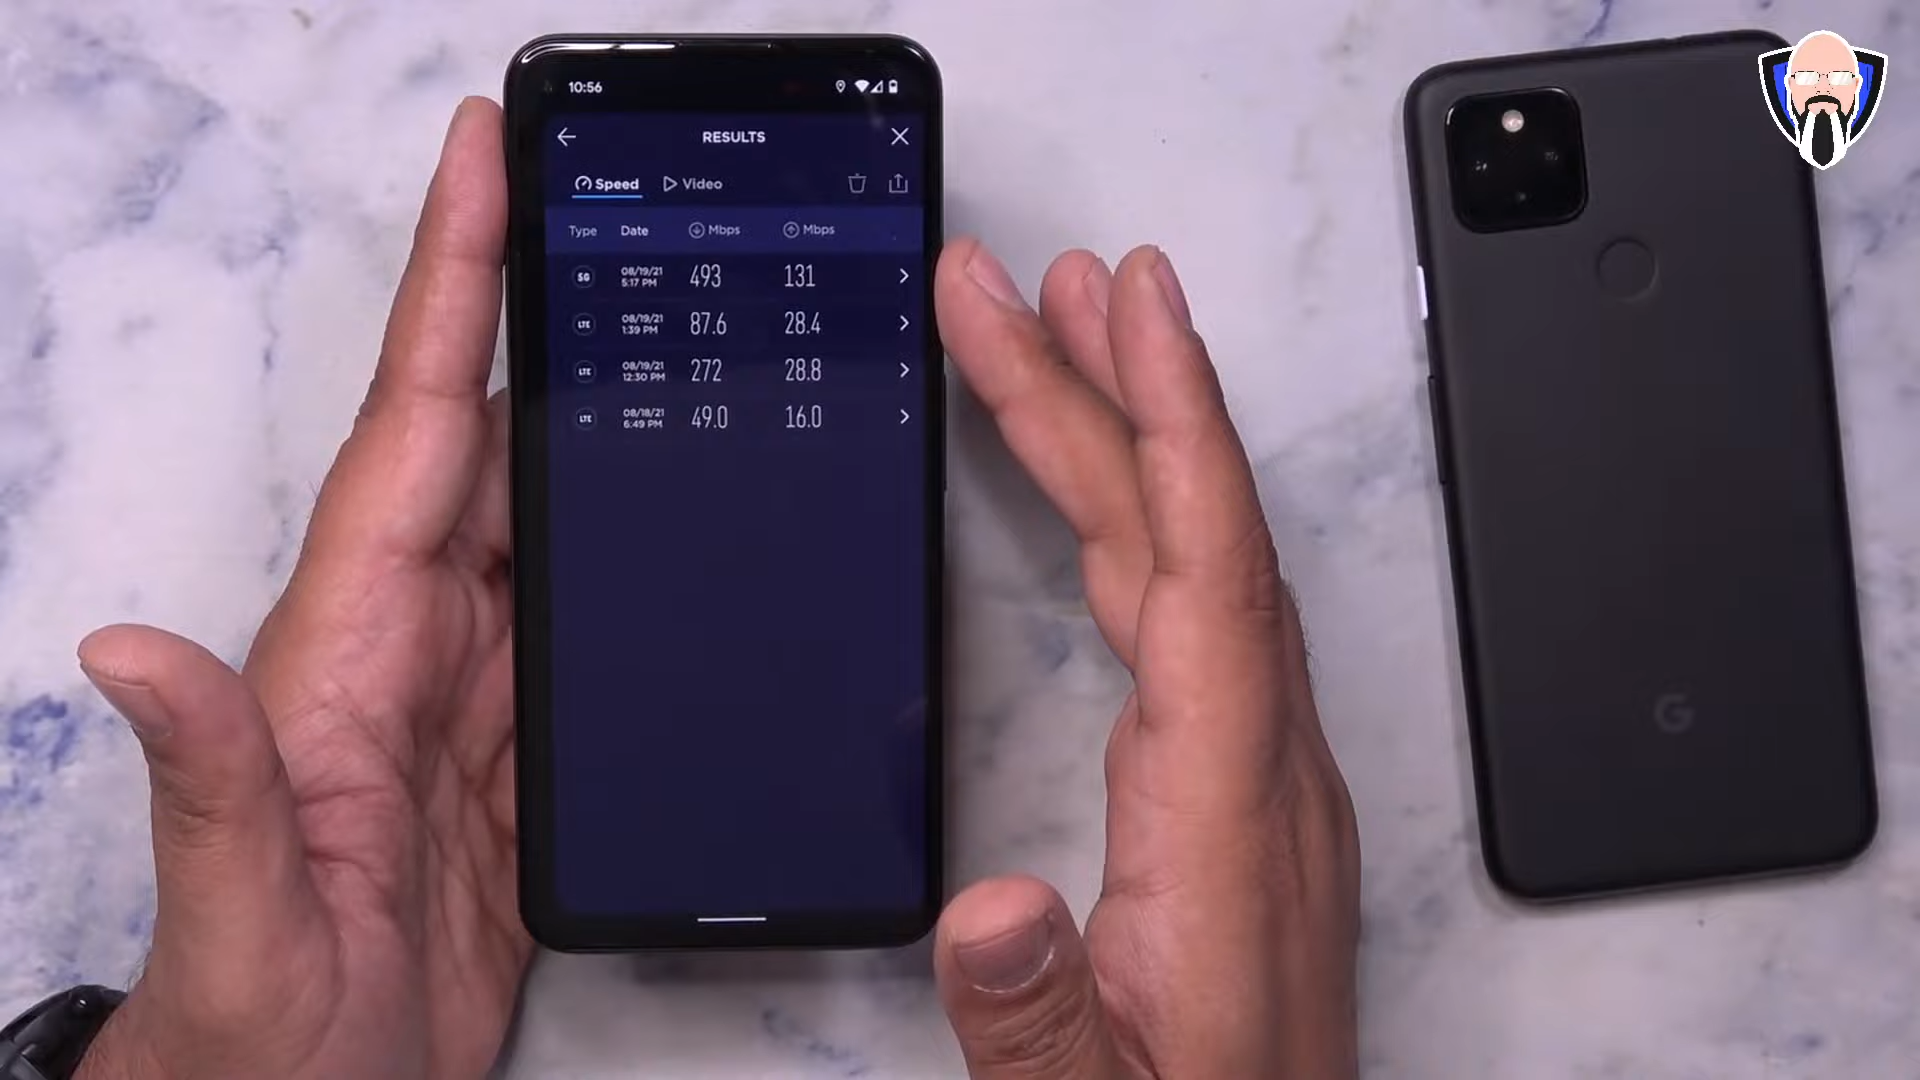 10:56
RESULTS
Speed Video
Type Date Mbps Mbps
5G 08/19/21 5:17 PM 493 131
LTE 08/19/21 1:39 PM 87.6 28.4
LTE 08/19/21 12:30 PM 272 28.8
LTE 08/18/21 6:49 PM 49.0 16.0
G